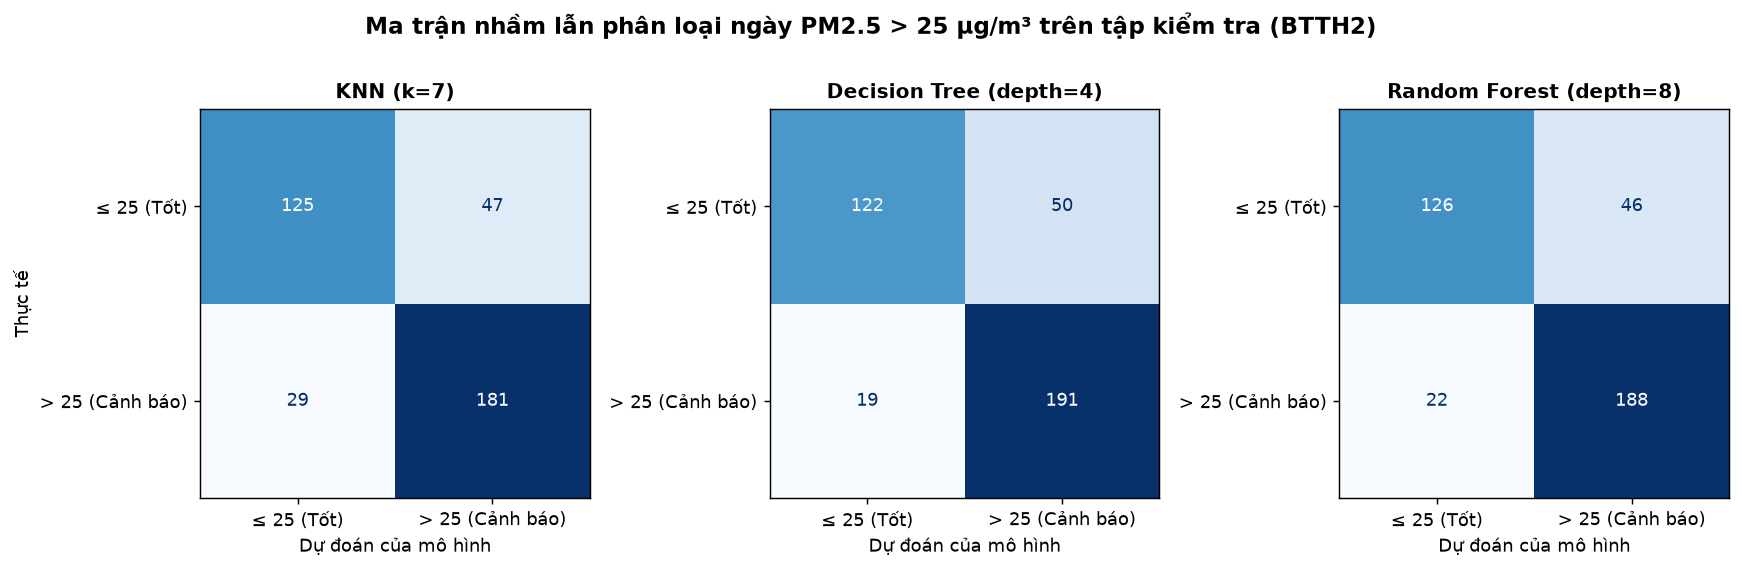 Ma trận nhầm lẫn phân loại ngày PM2.5 > 25 µg/m³ trên tập kiểm tra (BTTH2)
KNN (k=7)
Thực tế
≤ 25 (Tốt)
125
47
> 25 (Cảnh báo)
29
181
≤ 25 (Tốt)
> 25 (Cảnh báo)
Dự đoán của mô hình
Decision Tree (depth=4)
≤ 25 (Tốt)
122
50
> 25 (Cảnh báo)
19
191
≤ 25 (Tốt)
> 25 (Cảnh báo)
Dự đoán của mô hình
Random Forest (depth=8)
≤ 25 (Tốt)
126
46
> 25 (Cảnh báo)
22
188
≤ 25 (Tốt)
> 25 (Cảnh báo)
Dự đoán của mô hình